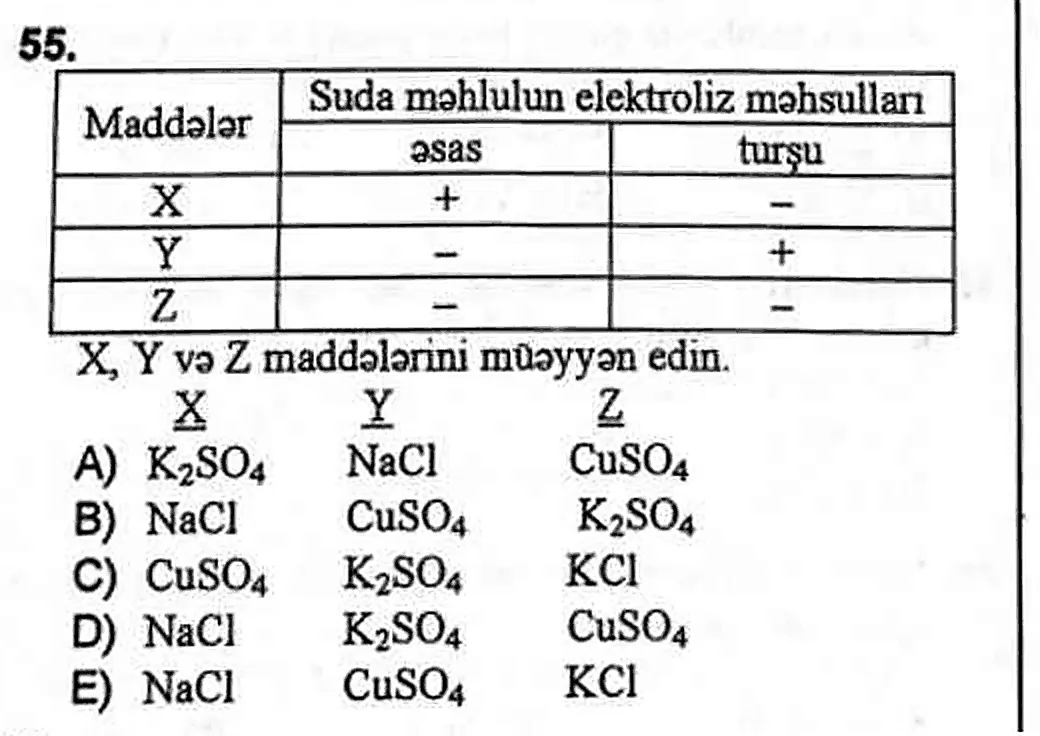 55.
Maddələr
Suda məhlulun elektroliz məhsulları
əsas turşu
X + –
Y – +
Z – –
X, Y və Z maddələrini müəyyən edin.
X Y Z
A) K₂SO₄ NaCl CuSO₄
B) NaCl CuSO₄ K₂SO₄
C) CuSO₄ K₂SO₄ KCl
D) NaCl K₂SO₄ CuSO₄
E) NaCl CuSO₄ KCl